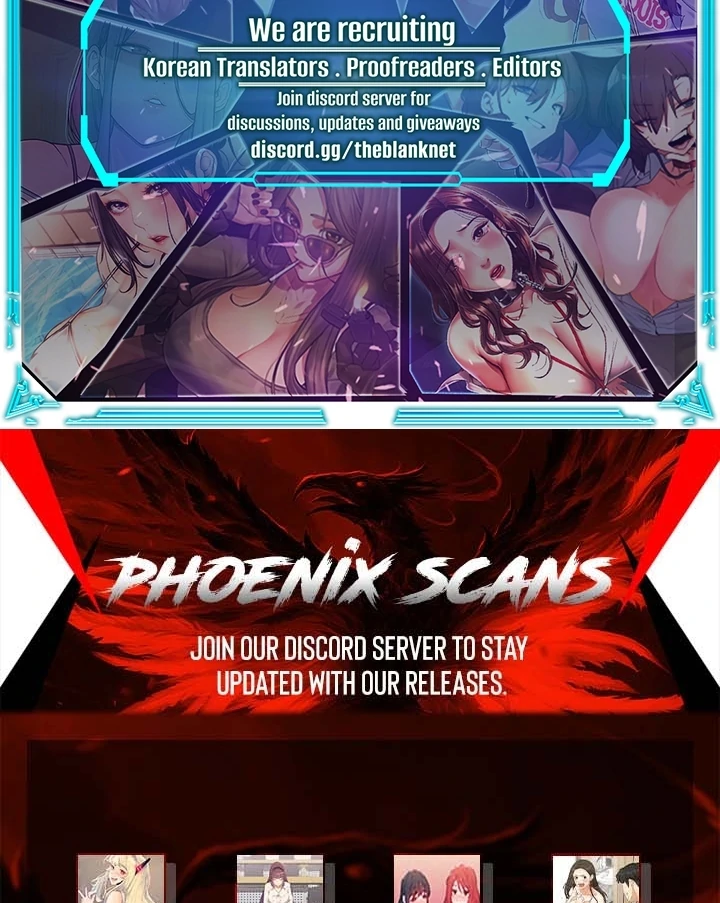 We are recruiting
Korean Translators . Proofreaders . Editors
Join discord server for
discussions, updates and giveaways
discord.gg/theblanknet
PHOENIX SCANS
JOIN OUR DISCORD SERVER TO STAY
UPDATED WITH OUR RELEASES.